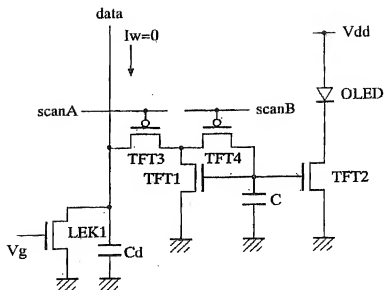 data
Iw=0
Vdd
scanA
scanB
OLED
TFT3
TFT4
TFT1
TFT2
C
LEK1
Vg
Cd